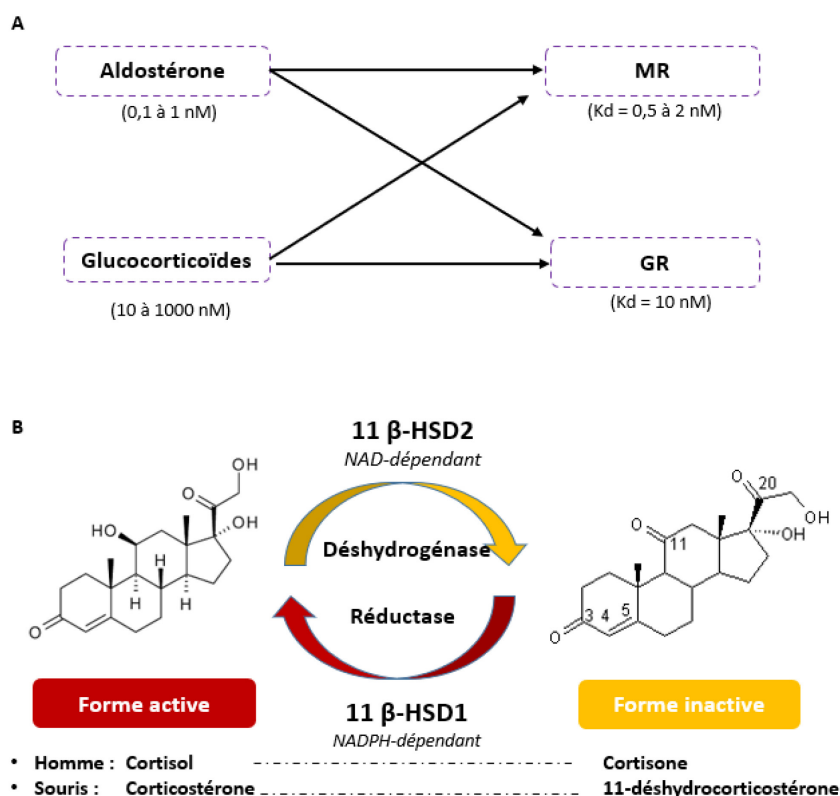 A
Aldostérone
MR
(0,1 à 1 nM)
(Kd = 0,5 à 2 nM)
Glucocorticoïdes
GR
(10 à 1000 nM)
(Kd = 10 nM)
B
11 β-HSD2
NAD-dépendant
OH
O
HO
OH
H
H
H
O
Déshydrogénase
Réductase
O
20
OH
O
OH
11
O
3
4
5
Forme active
11 β-HSD1
NADPH-dépendant
Forme inactive
• Homme : Cortisol Cortisone
• Souris : Corticostérone 11-déshydrocorticostérone